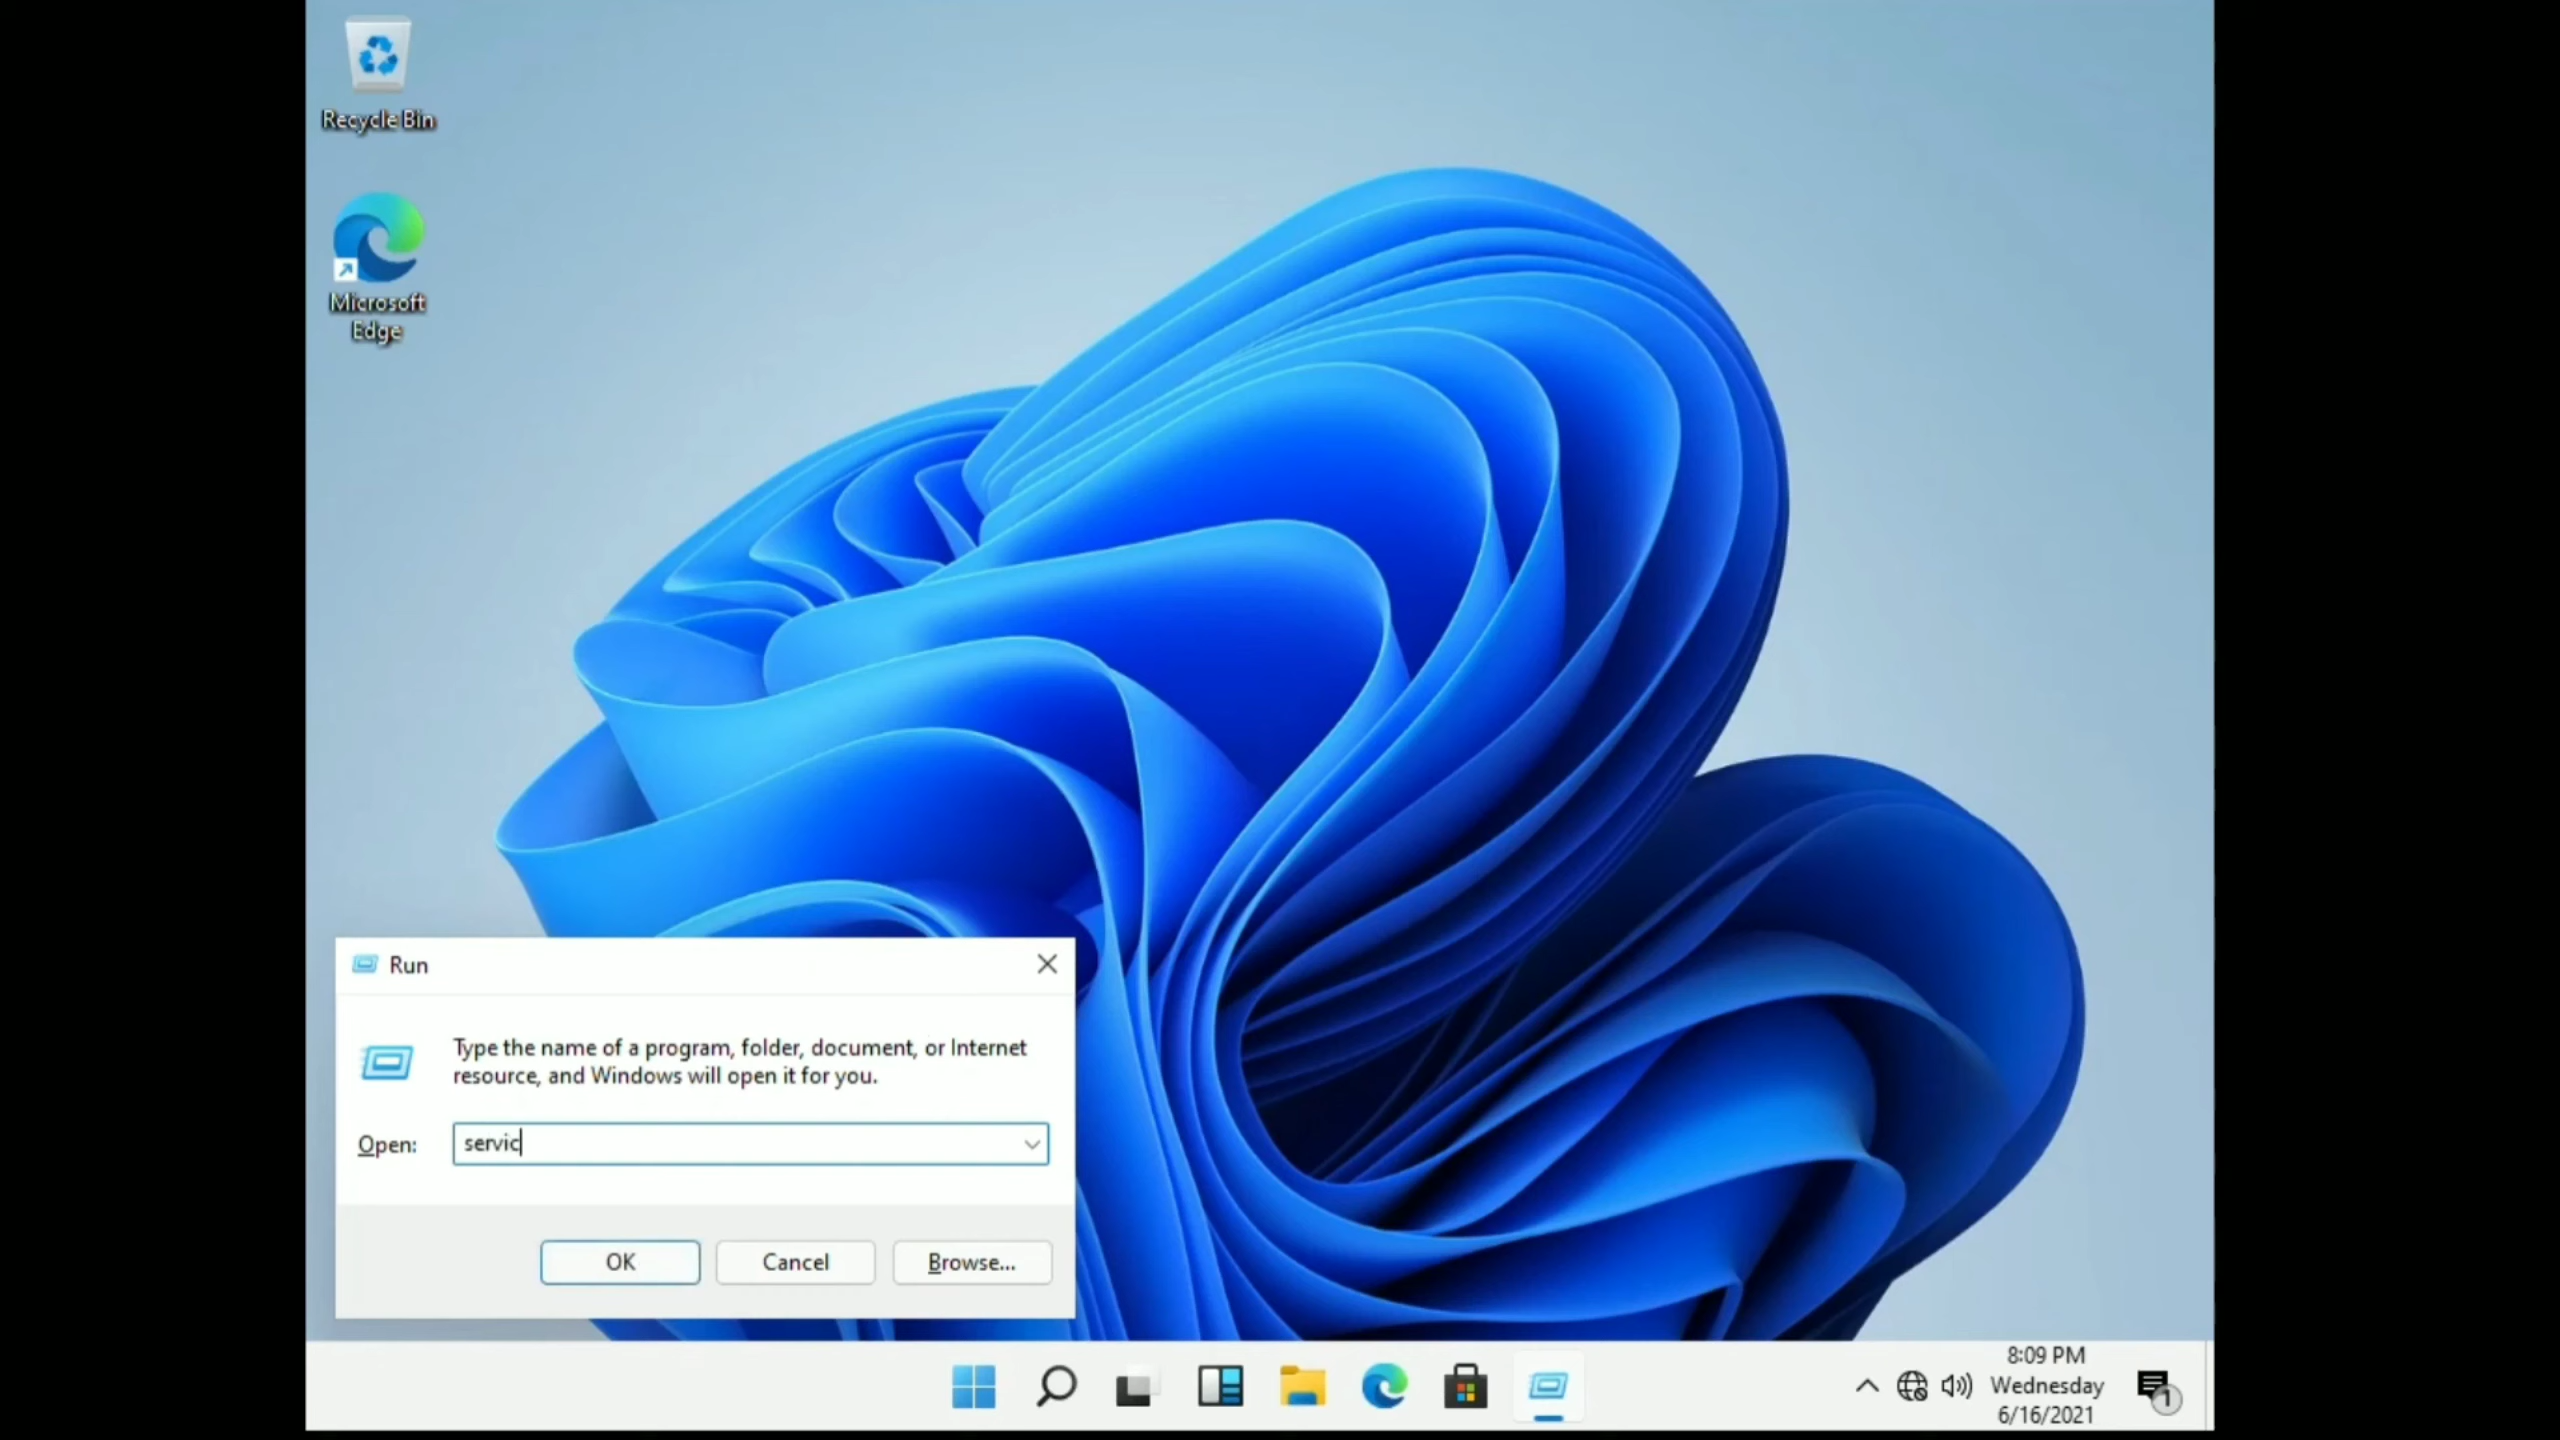 Recycle Bin
Microsoft
Edge
Run
Type the name of a program, folder, document, or Internet
resource, and Windows will open it for you.
Open:
servic
OK
Cancel
Browse...
8:09 PM
Wednesday
6/16/2021
1